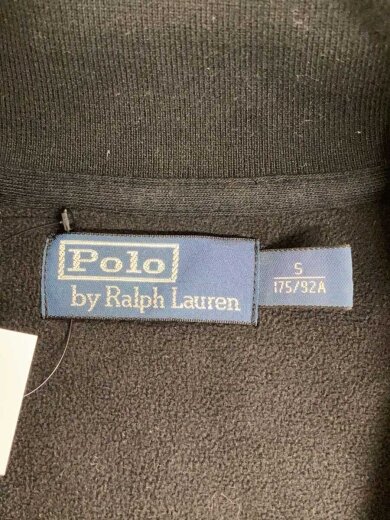 Polo
by Ralph Lauren
S
175/92A